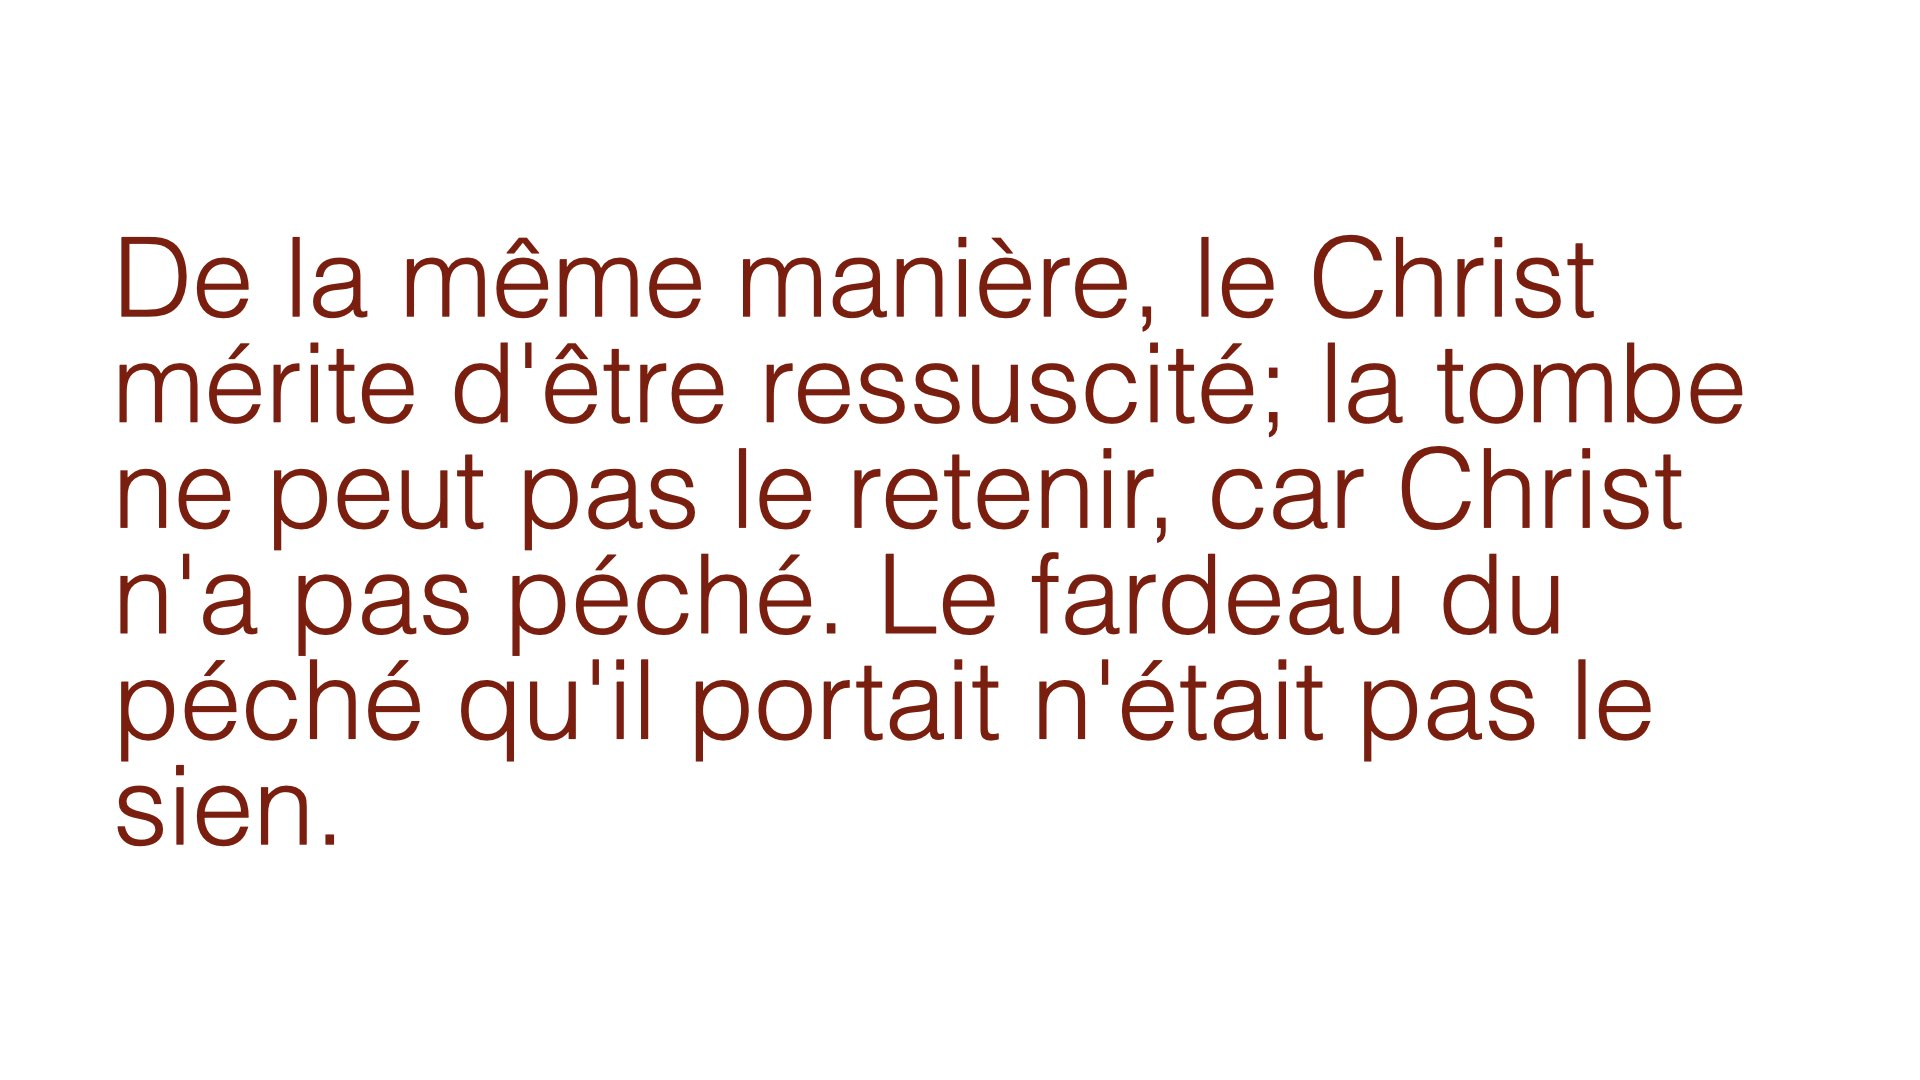 De la même manière, le Christ
mérite d'être ressuscité; la tombe
ne peut pas le retenir, car Christ
n'a pas péché. Le fardeau du
péché qu'il portait n'était pas le
sien.